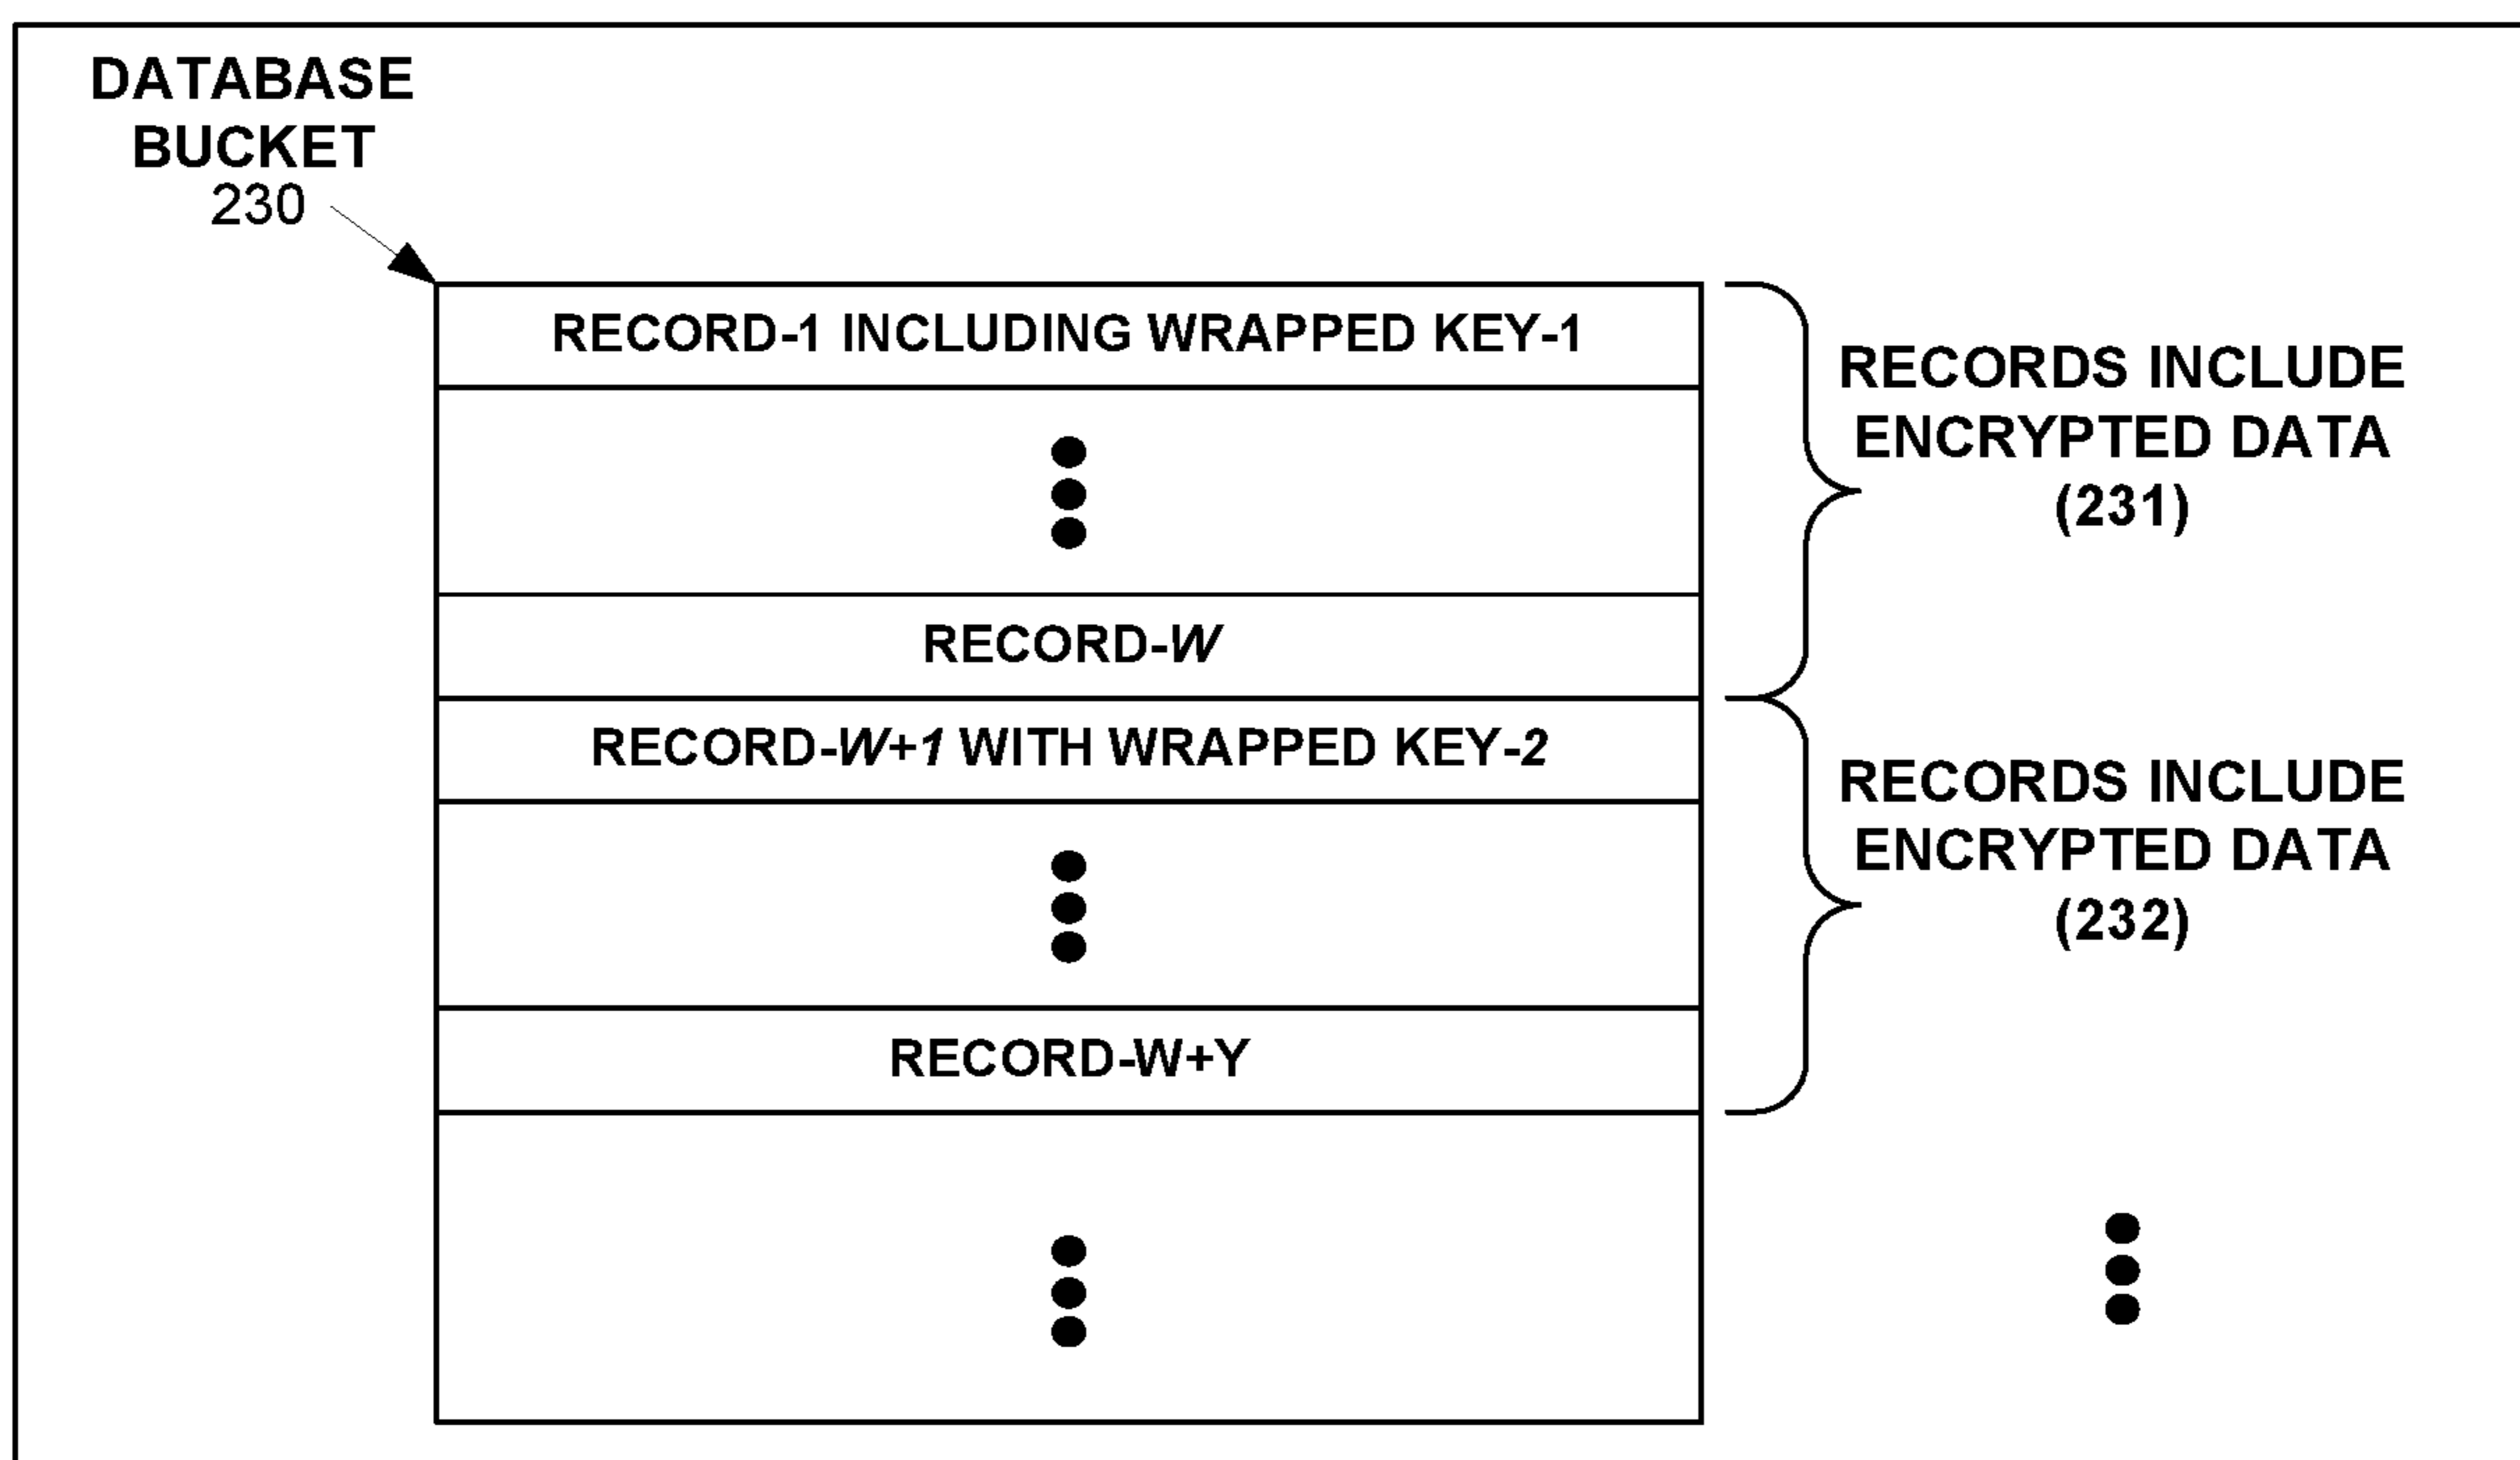 DATABASE
BUCKET
230
RECORD-1 INCLUDING WRAPPED KEY-1
RECORDS INCLUDE
ENCRYPTED DATA
(231)
RECORD-W
RECORD-W+1 WITH WRAPPED KEY-2
RECORDS INCLUDE
ENCRYPTED DATA
(232)
RECORD-W+Y